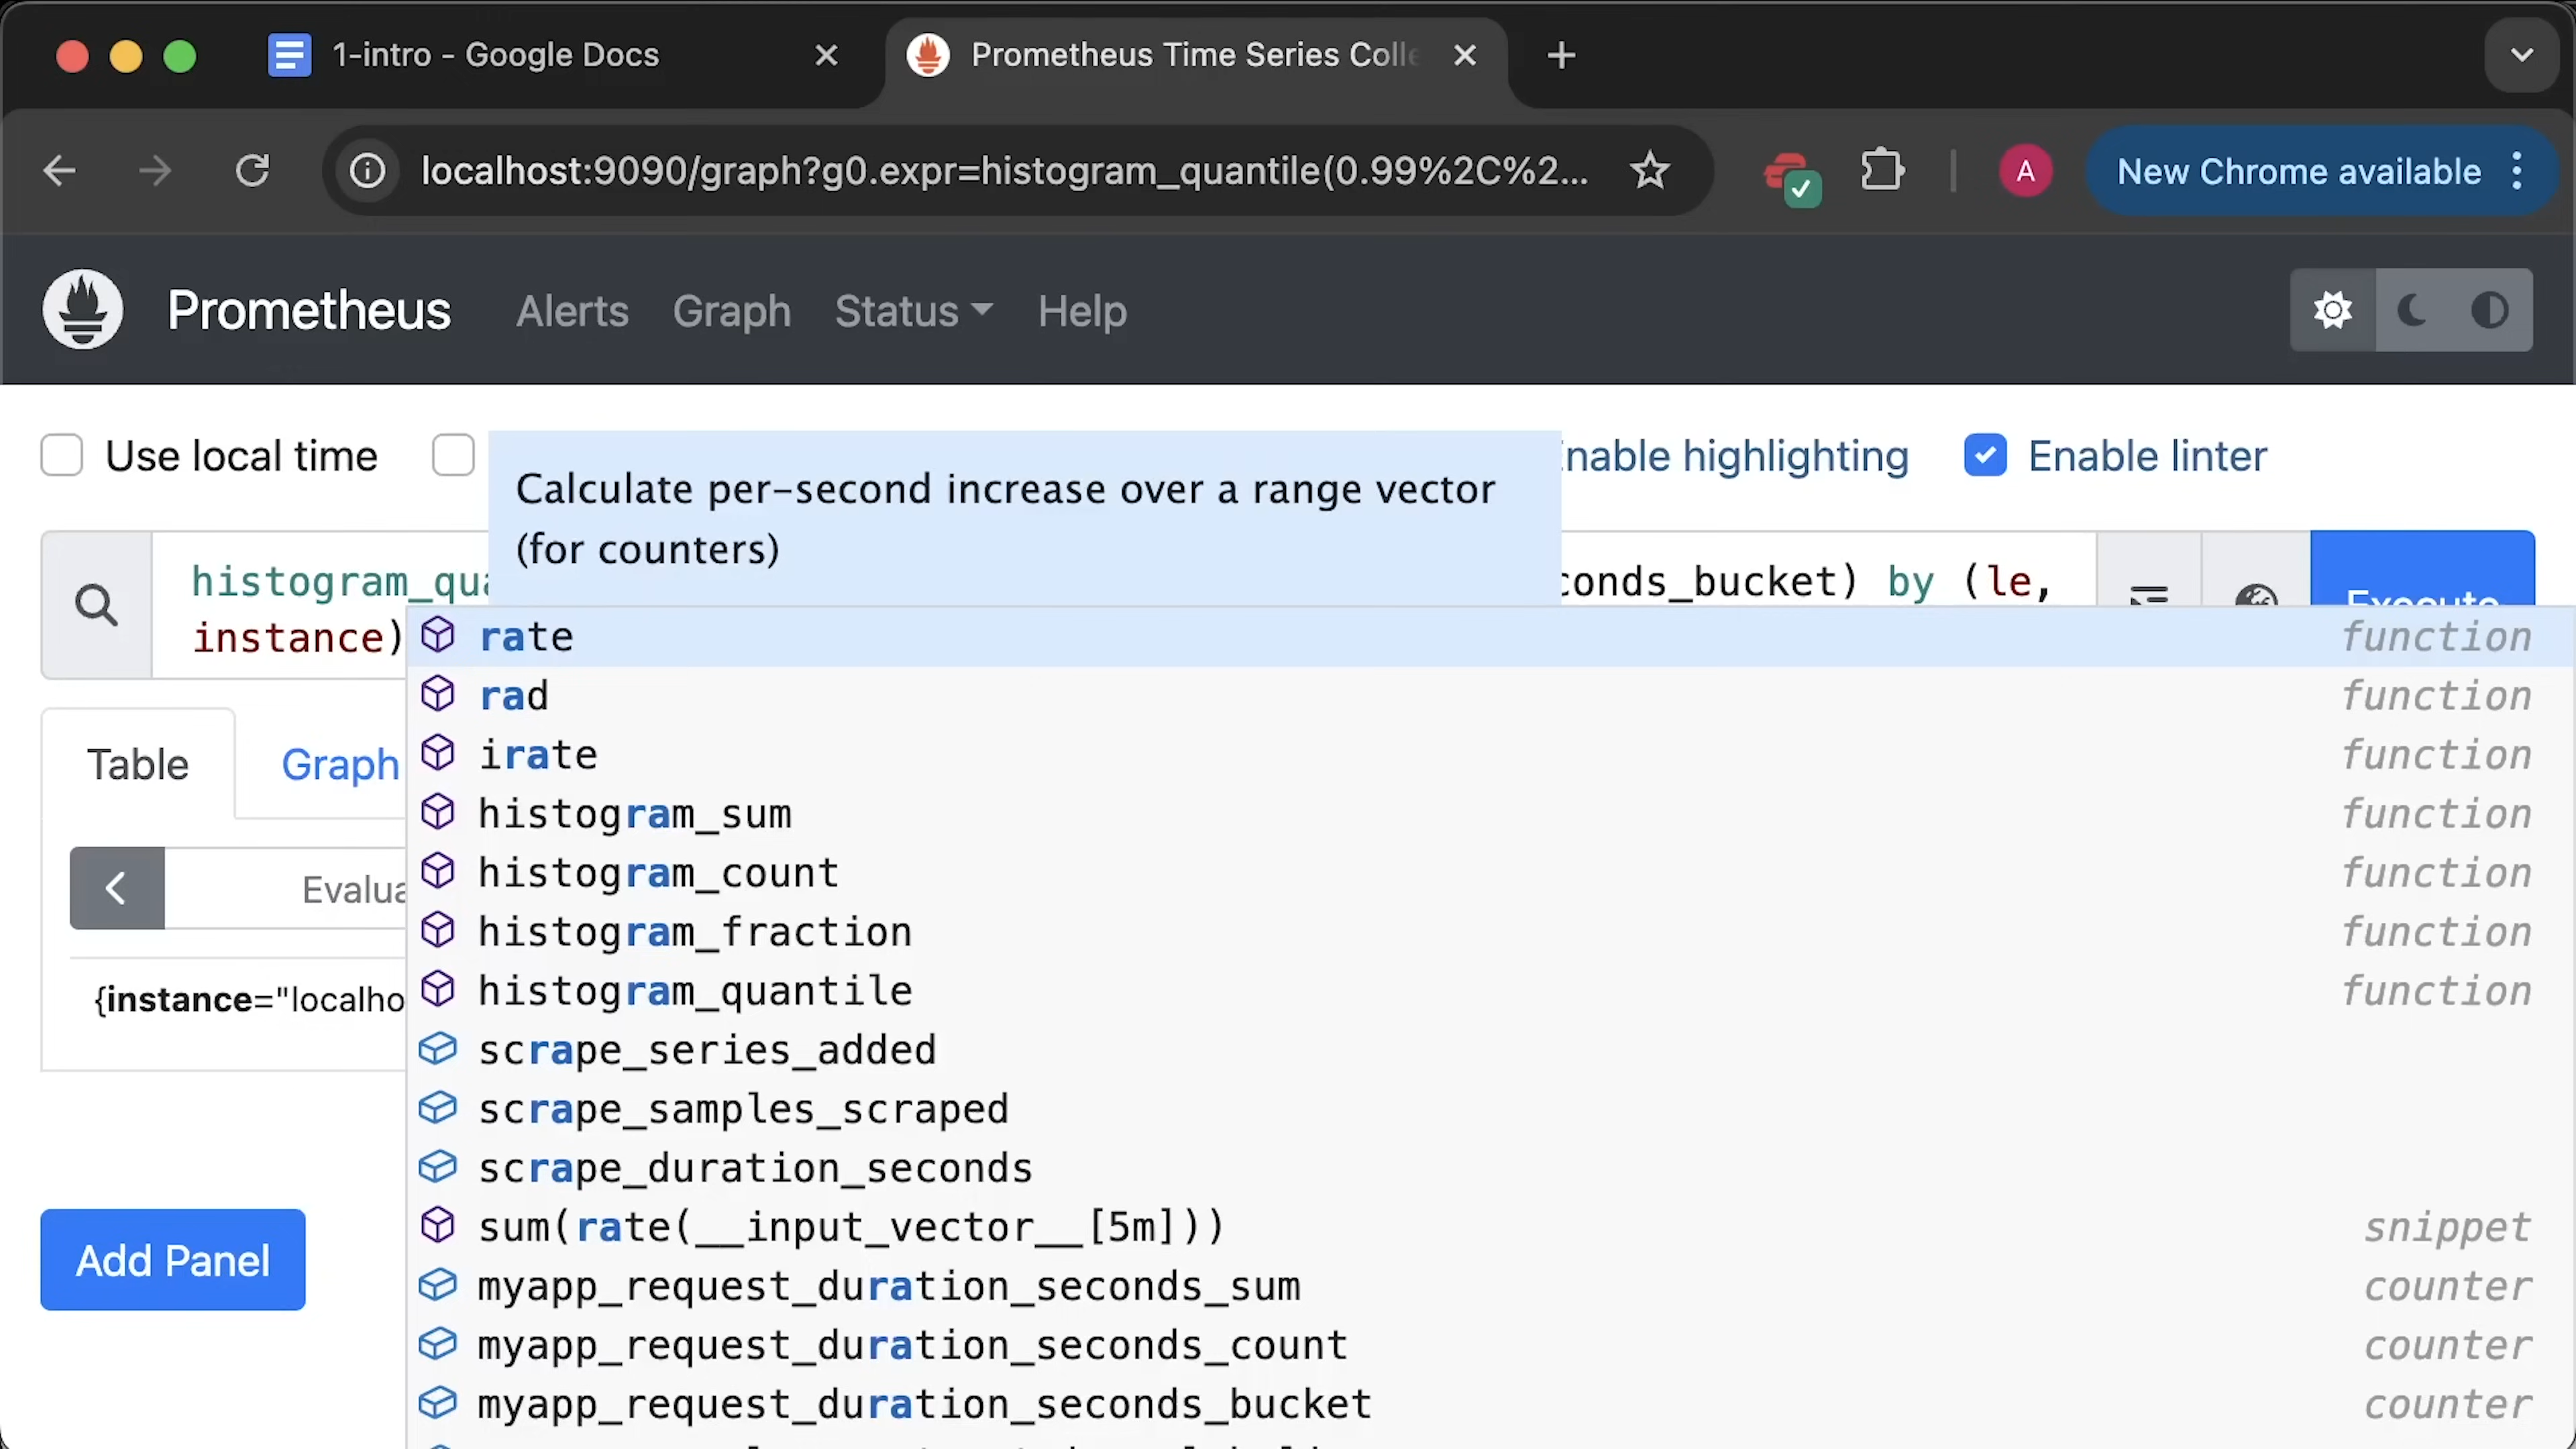 1-intro - Google Docs
Prometheus Time Series Colle
localhost:9090/graph?g0.expr=histogram_quantile(0.99%2C%2...
A
New Chrome available
Prometheus
Alerts
Graph
Status
Help
Use local time
Calculate per-second increase over a range vector
(for counters)
nable highlighting
Enable linter
histogram_qua
conds_bucket) by (le,
instance)
Execute
rate function
rad function
irate function
histogram_sum function
histogram_count function
histogram_fraction function
histogram_quantile function
scrape_series_added
scrape_samples_scraped
scrape_duration_seconds
sum(rate(__input_vector__[5m])) snippet
myapp_request_duration_seconds_sum counter
myapp_request_duration_seconds_count counter
myapp_request_duration_seconds_bucket counter
Table
Graph
Evalua
{instance="localho
Add Panel